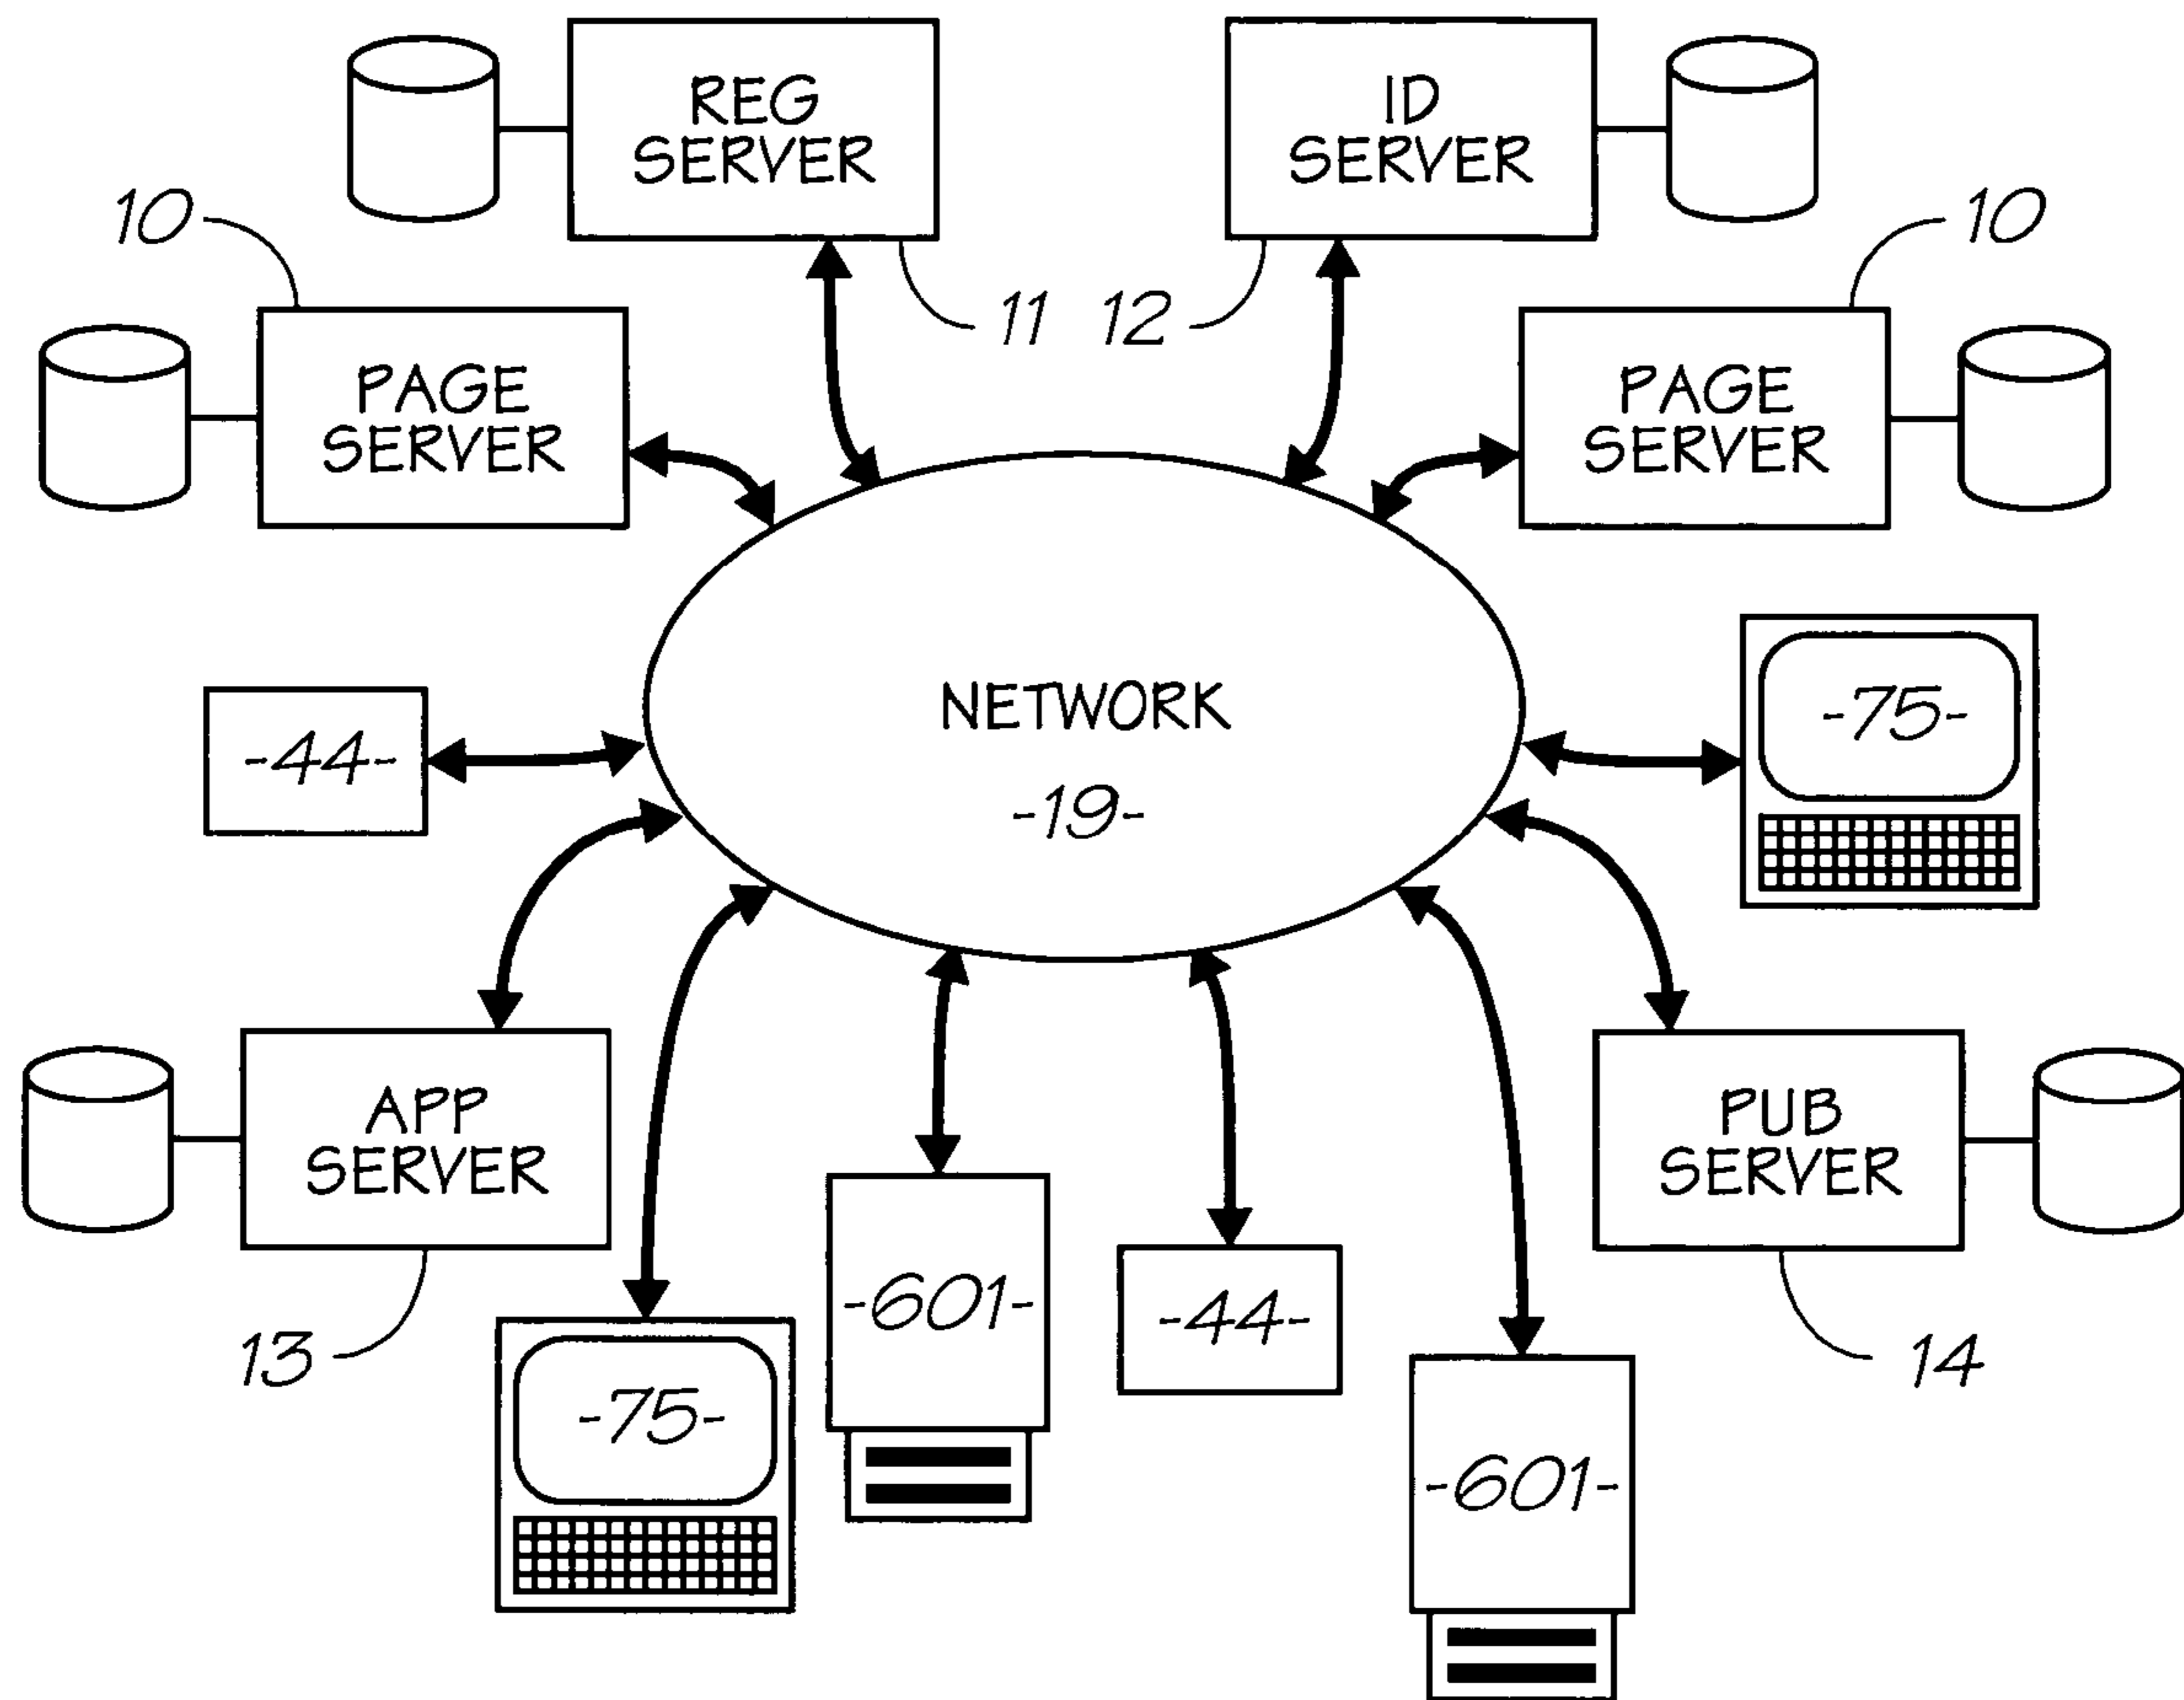 REG
SERVER
ID
SERVER
10
10
11
12
PAGE
SERVER
PAGE
SERVER
NETWORK
-19-
-75-
-44-
APP
SERVER
PUB
SERVER
-601-
-44-
13
14
-75-
-601-